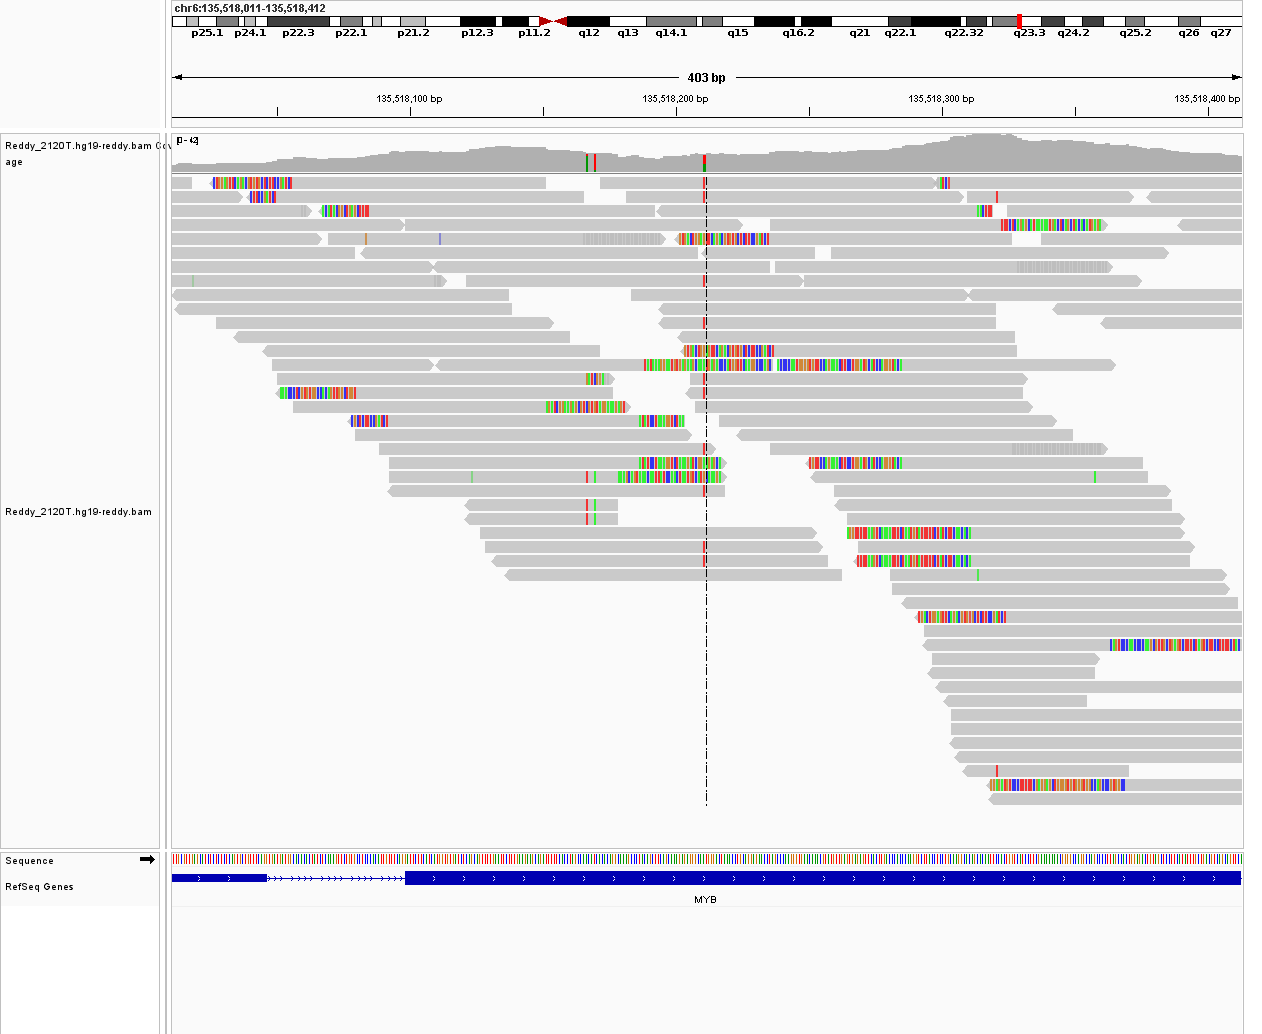 chr6:135,518,011-135,518,412
p25.1 p24.1 p22.3 p22.1 p21.2 p12.3 p11.2 q12 q13 q14.1 q15 q16.2 q21 q22.1 q22.32 q23.3 q24.2 q25.2 q26 q27
403 bp
135,518,100 bp 135,518,200 bp 135,518,300 bp 135,518,400 bp
[0 - 42]
Reddy_2120T.hg19-reddy.bam Cov
age
Reddy_2120T.hg19-reddy.bam
Sequence
RefSeq Genes
MYB